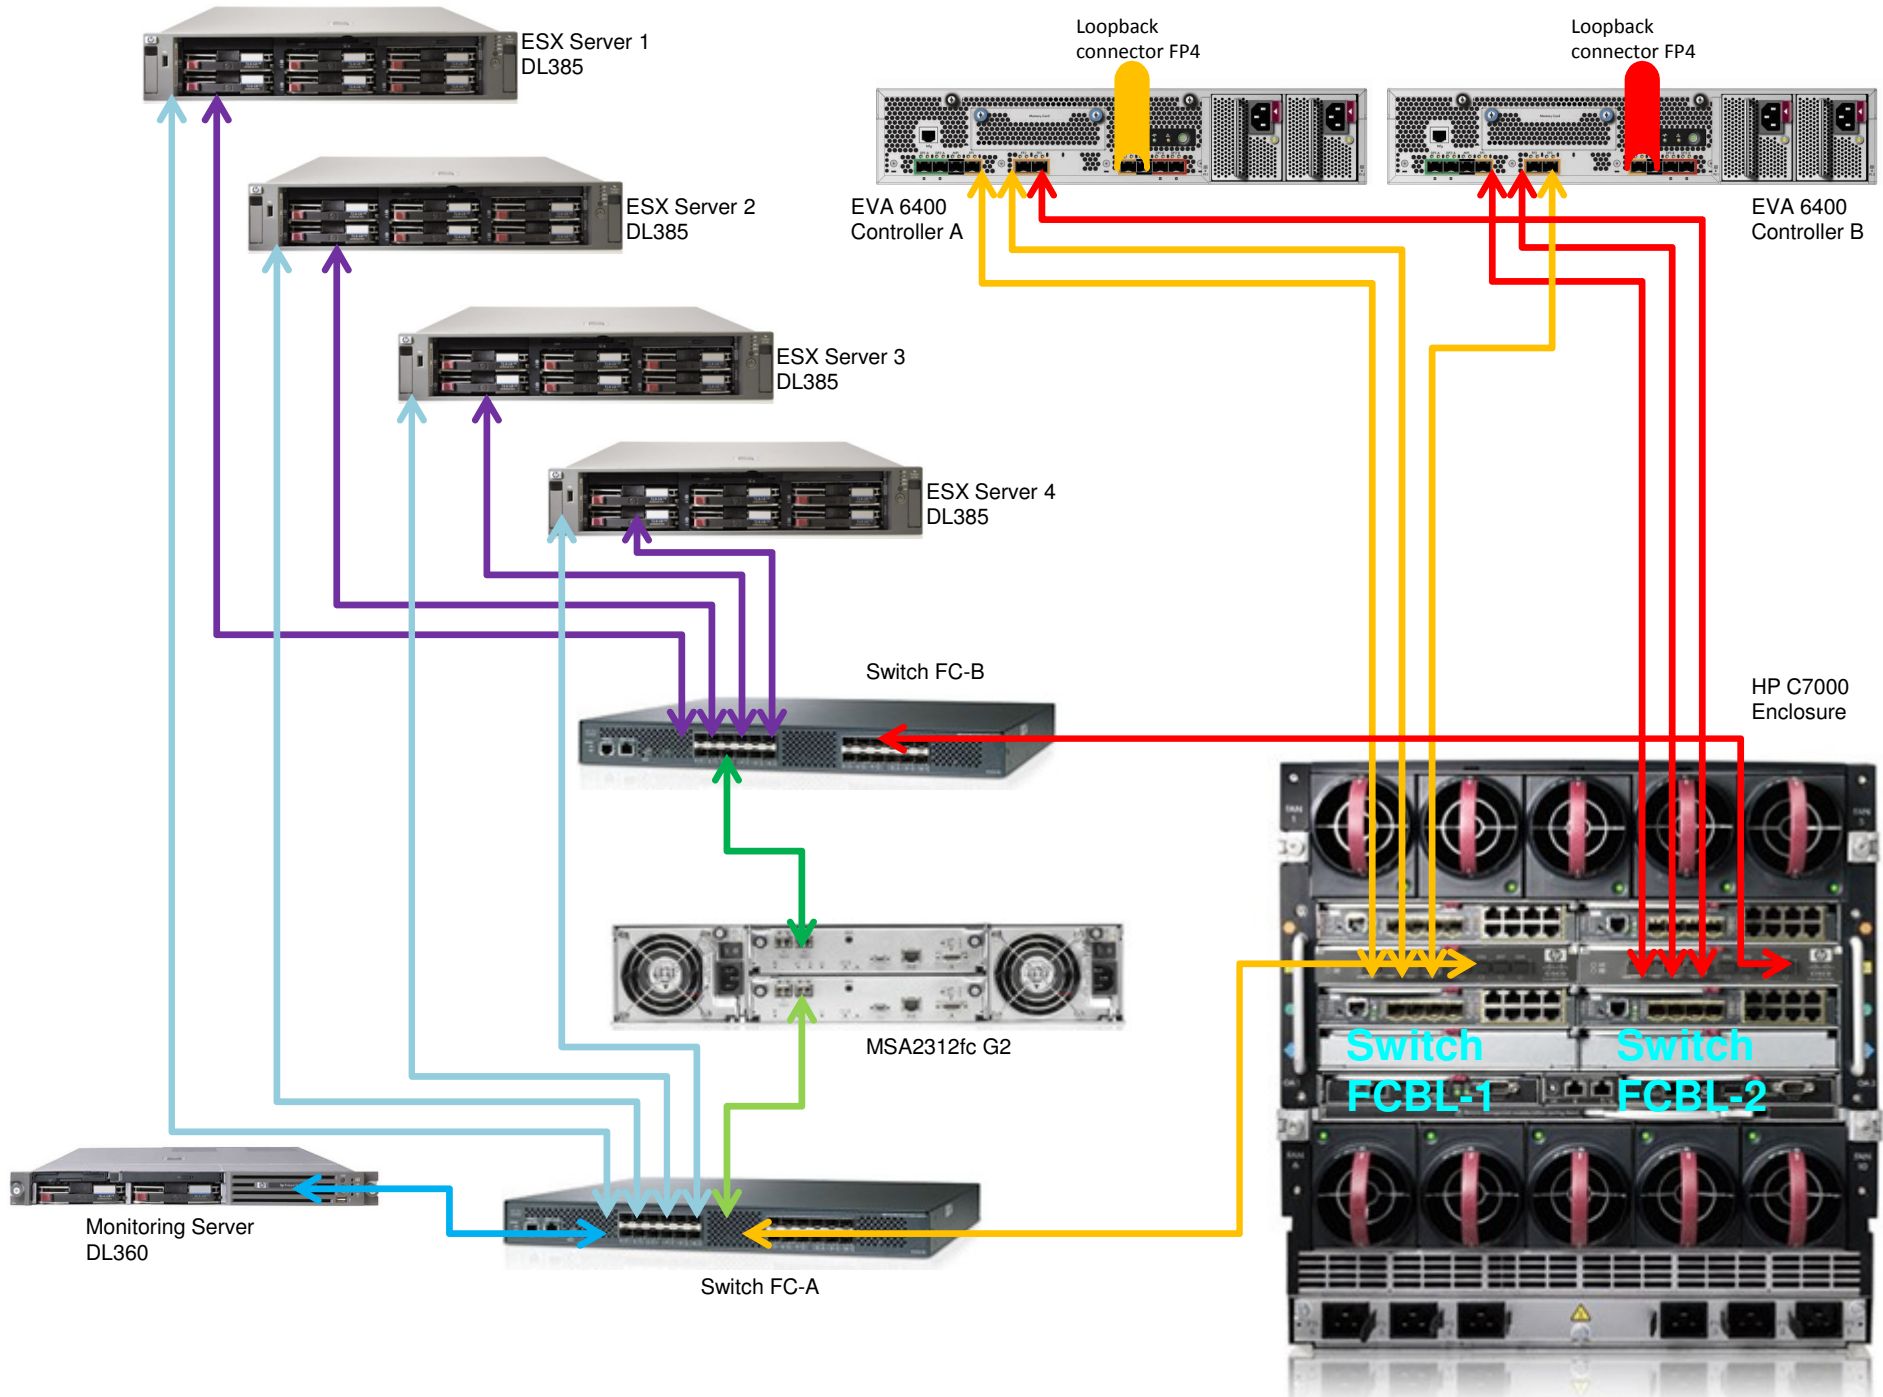 ESX Server 1
DL385
Loopback
connector FP4
Loopback
connector FP4
ESX Server 2
DL385
EVA 6400
Controller A
EVA 6400
Controller B
ESX Server 3
DL385
ESX Server 4
DL385
Switch FC-B
HP C7000
Enclosure
MSA2312fc G2
Switch
FCBL-1
Switch
FCBL-2
Monitoring Server
DL360
Switch FC-A